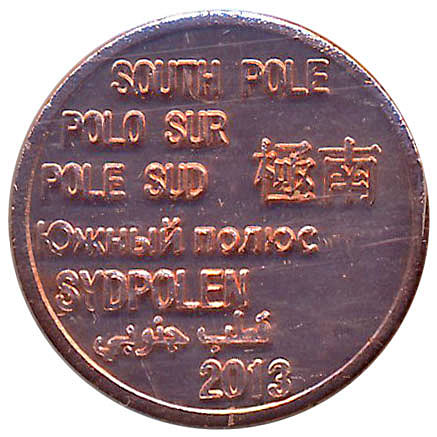 SOUTH POLE
POLO SUR
POLE SUD 極南
Южный полюс
SYDPOLEN
قطب جنوبي
2013